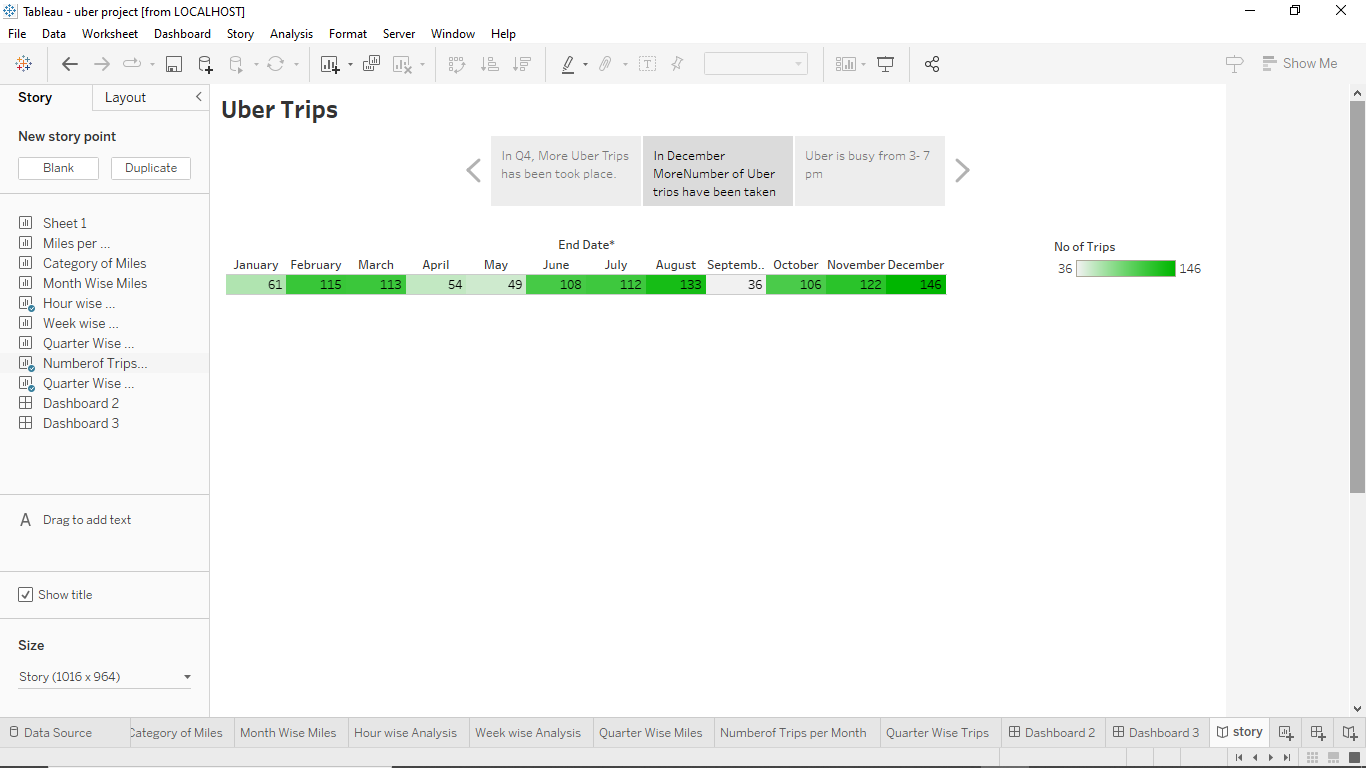 Tableau - uber project [from LOCALHOST]
File Data Worksheet Dashboard Story Analysis Format Server Window Help
Show Me
Story Layout
New story point
Blank Duplicate
Sheet 1
Miles per ...
Category of Miles
Month Wise Miles
Hour wise ...
Week wise ...
Quarter Wise ...
Numberof Trips...
Quarter Wise ...
Dashboard 2
Dashboard 3
A Drag to add text
Show title
Size
Story (1016 x 964)
Uber Trips
In Q4, More Uber Trips
has been took place.
In December
MoreNumber of Uber
trips have been taken
Uber is busy from 3- 7
pm
End Date*
January February March April May June July August Septemb.. October November December
61 115 113 54 49 108 112 133 36 106 122 146
No of Trips
36 146
Data Source Category of Miles Month Wise Miles Hour wise Analysis Week wise Analysis Quarter Wise Miles Numberof Trips per Month Quarter Wise Trips Dashboard 2 Dashboard 3 story